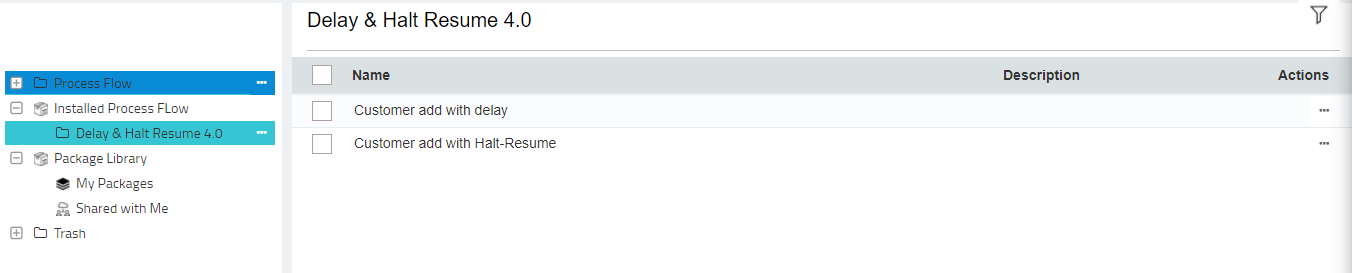 Delay & Halt Resume 4.0
Process Flow
Installed Process FLow
Delay & Halt Resume 4.0
Package Library
My Packages
Shared with Me
Trash
Name Description Actions
Customer add with delay
Customer add with Halt-Resume